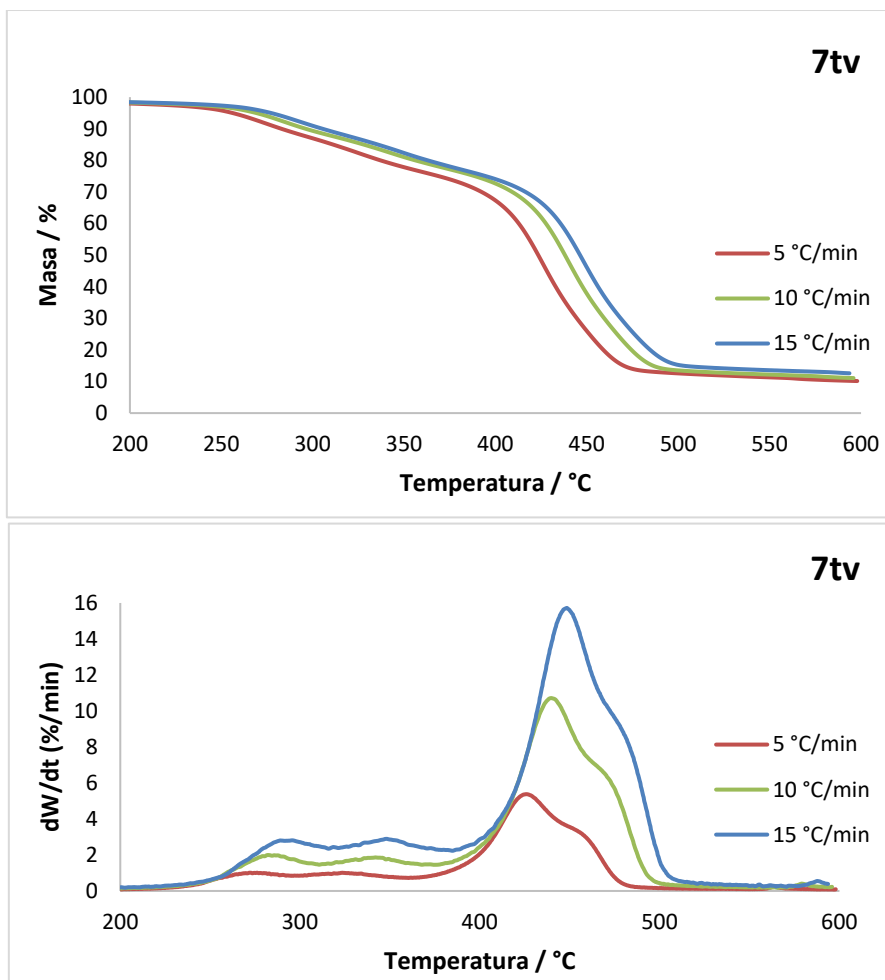 7tv
100
90
80
70
60
50
40
30
20
10
0
Masa / %
5 °C/min
10 °C/min
15 °C/min
200 250 300 350 400 450 500 550 600
Temperatura / °C
7tv
16
14
12
10
8
6
4
2
0
dW/dt (%/min)
5 °C/min
10 °C/min
15 °C/min
200 300 400 500 600
Temperatura / °C